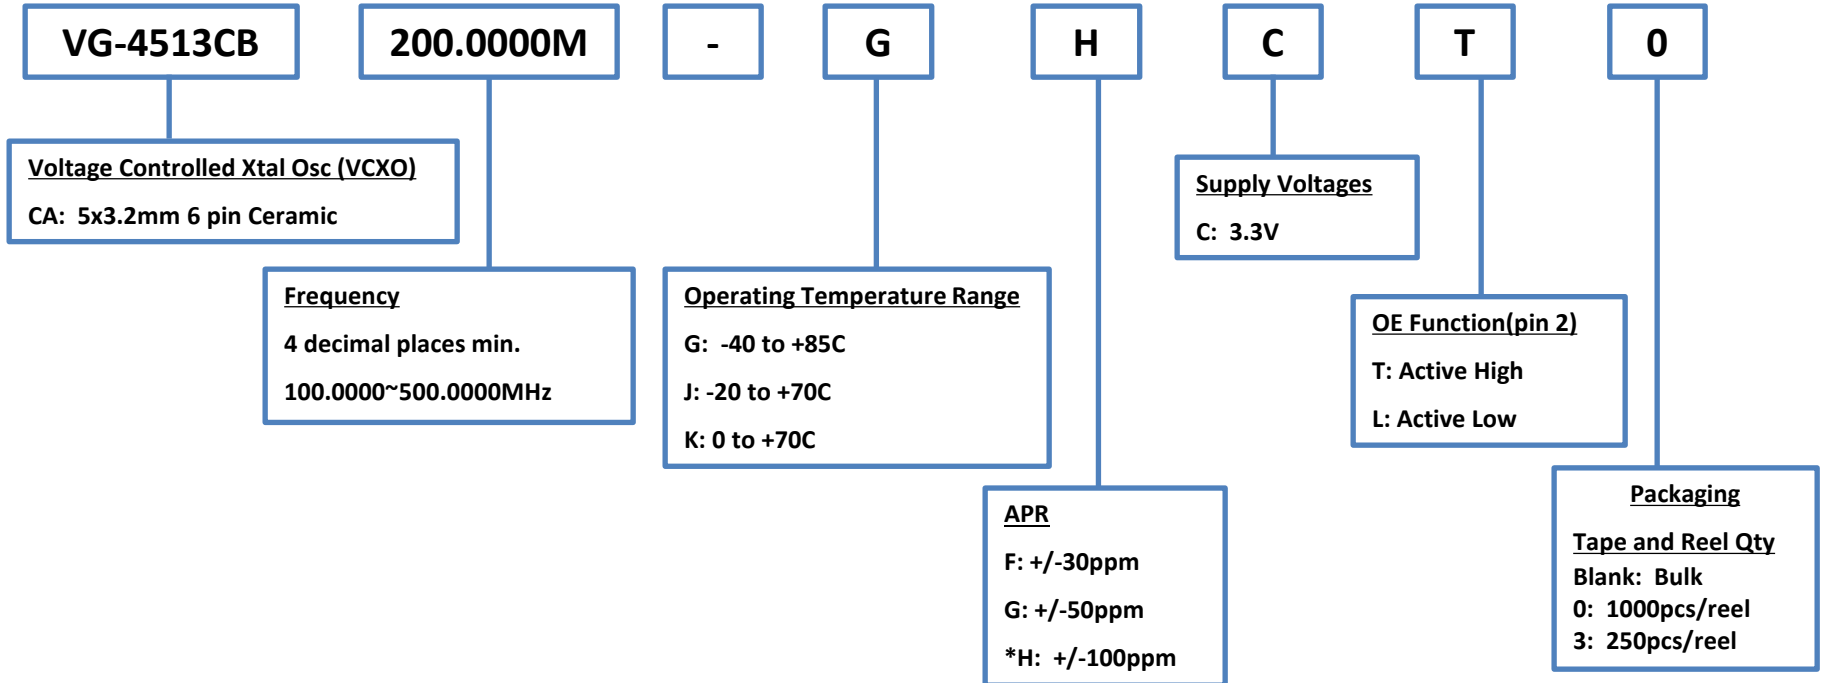 VG-4513CB 200.0000M - G H C T 0
Voltage Controlled Xtal Osc (VCXO)
CA: 5x3.2mm 6 pin Ceramic
Frequency
4 decimal places min.
100.0000~500.0000MHz
Operating Temperature Range
G: -40 to +85C
J: -20 to +70C
K: 0 to +70C
APR
F: +/-30ppm
G: +/-50ppm
*H: +/-100ppm
Supply Voltages
C: 3.3V
OE Function(pin 2)
T: Active High
L: Active Low
Packaging
Tape and Reel Qty
Blank: Bulk
0: 1000pcs/reel
3: 250pcs/reel